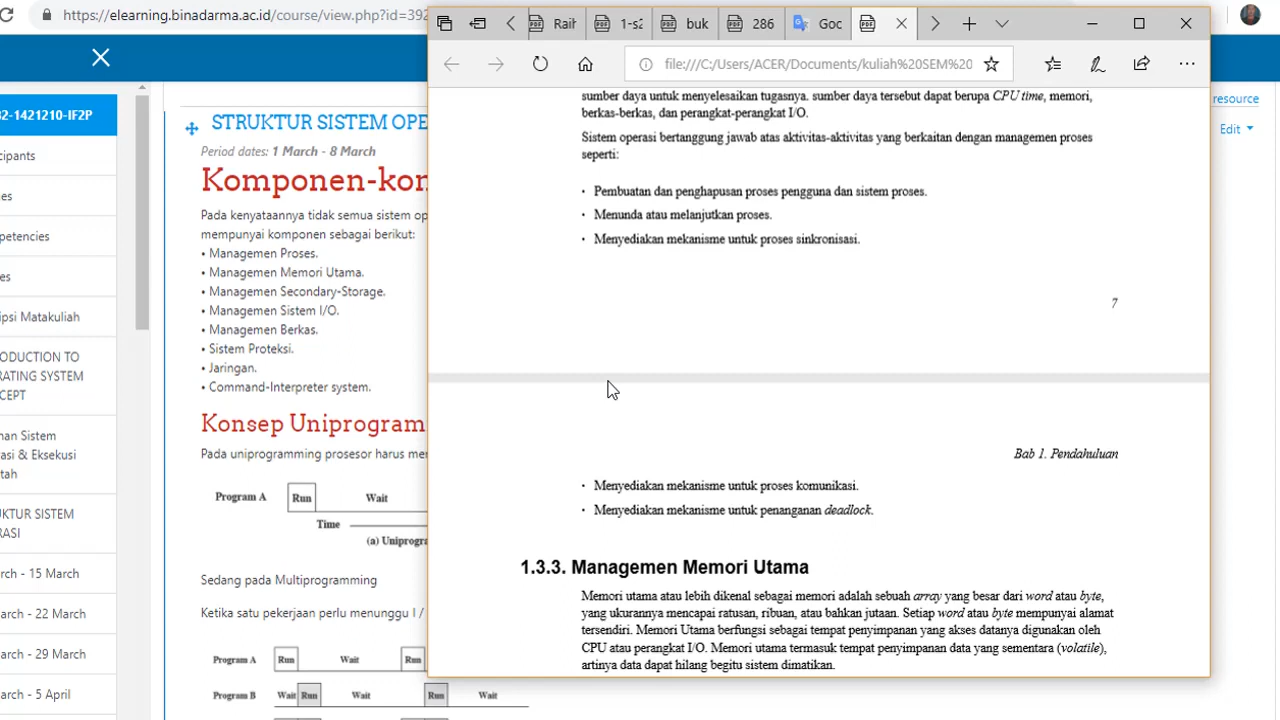 https://elearning.binadarma.ac.id/course/view.php?id=392
32-1421210-IF2P
cipants
es
petencies
es
ipsi Matakuliah
ODUCTION TO
RATING SYSTEM
CEPT
nan Sistem
rasi & Eksekusi
tah
KTUR SISTEM
RASI
arch - 15 March
arch - 22 March
arch - 29 March
arch - 5 April
STRUKTUR SISTEM OPE
Period dates: 1 March - 8 March
Komponen-kon
Pada kenyataannya tidak semua sistem op
mempunyai komponen sebagai berikut:
• Managemen Proses.
• Managemen Memori Utama.
• Managemen Secondary-Storage.
• Managemen Sistem I/O.
• Managemen Berkas.
• Sistem Proteksi.
• Jaringan.
• Command-Interpreter system.
Konsep Uniprogram
Pada uniprogramming prosesor harus men
Program A Run Wait
Time
(a) Uniprogra
Sedang pada Multiprogramming
Ketika satu pekerjaan perlu menunggu I /
Program A Run Wait Run
Program B Wait Run Wait Run Wait
resource
Edit
PDF Raih PDF 1-s2 PDF buk PDF 286 Goo PDF
file:///C:/Users/ACER/Documents/kuliah%20SEM%20
sumber daya untuk menyelesaikan tugasnya. sumber daya tersebut dapat berupa CPU time, memori,
berkas-berkas, dan perangkat-perangkat I/O.
Sistem operasi bertanggung jawab atas aktivitas-aktivitas yang berkaitan dengan managemen proses
seperti:
• Pembuatan dan penghapusan proses pengguna dan sistem proses.
• Menunda atau melanjutkan proses.
• Menyediakan mekanisme untuk proses sinkronisasi.
7
Bab 1. Pendahuluan
• Menyediakan mekanisme untuk proses komunikasi.
• Menyediakan mekanisme untuk penanganan deadlock.
1.3.3. Managemen Memori Utama
Memori utama atau lebih dikenal sebagai memori adalah sebuah array yang besar dari word atau byte,
yang ukurannya mencapai ratusan, ribuan, atau bahkan jutaan. Setiap word atau byte mempunyai alamat
tersendiri. Memori Utama berfungsi sebagai tempat penyimpanan yang akses datanya digunakan oleh
CPU atau perangkat I/O. Memori utama termasuk tempat penyimpanan data yang sementara (volatile),
artinya data dapat hilang begitu sistem dimatikan.